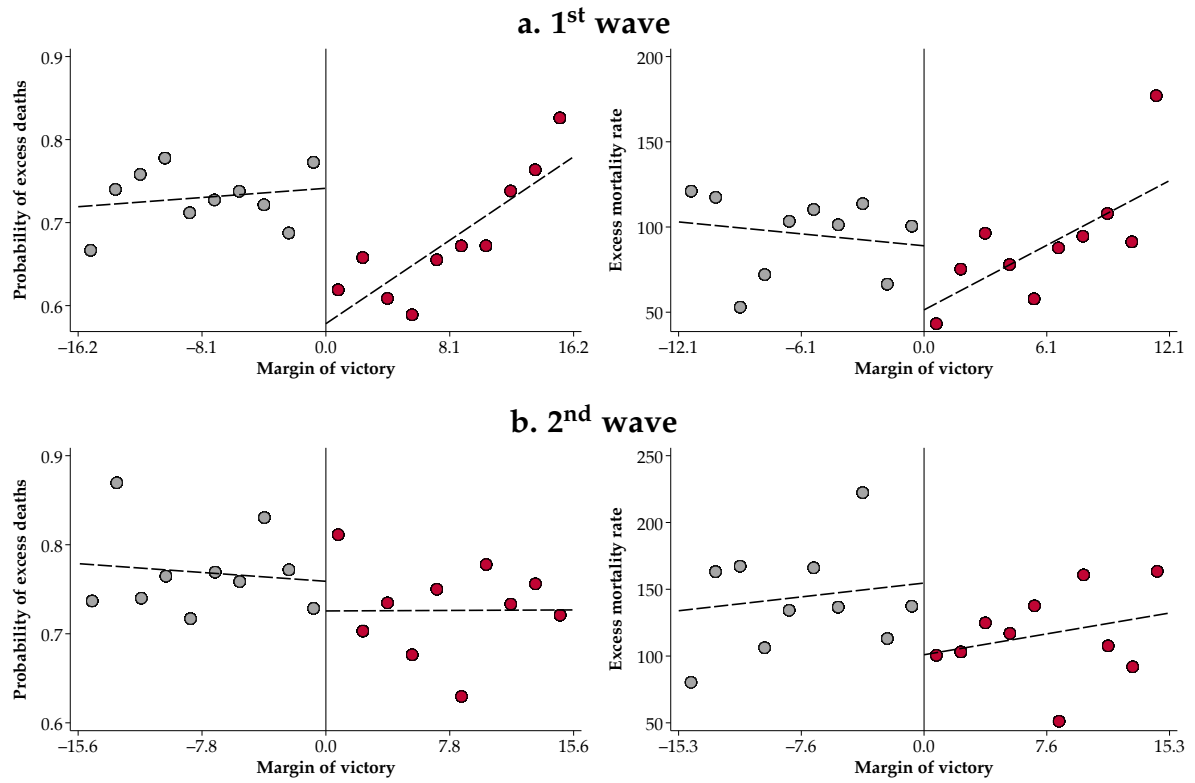 a. 1st wave
Probability of excess deaths
0.9
0.8
0.7
0.6
−16.2 −8.1 0.0 8.1 16.2
Margin of victory
Excess mortality rate
200
150
100
50
−12.1 −6.1 0.0 6.1 12.1
Margin of victory
b. 2nd wave
Probability of excess deaths
0.9
0.8
0.7
0.6
−15.6 −7.8 0.0 7.8 15.6
Margin of victory
Excess mortality rate
250
200
150
100
50
−15.3 −7.6 0.0 7.6 15.3
Margin of victory